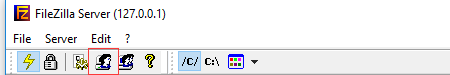 FileZilla Server (127.0.0.1)
File Server Edit ?
/C/ C:\